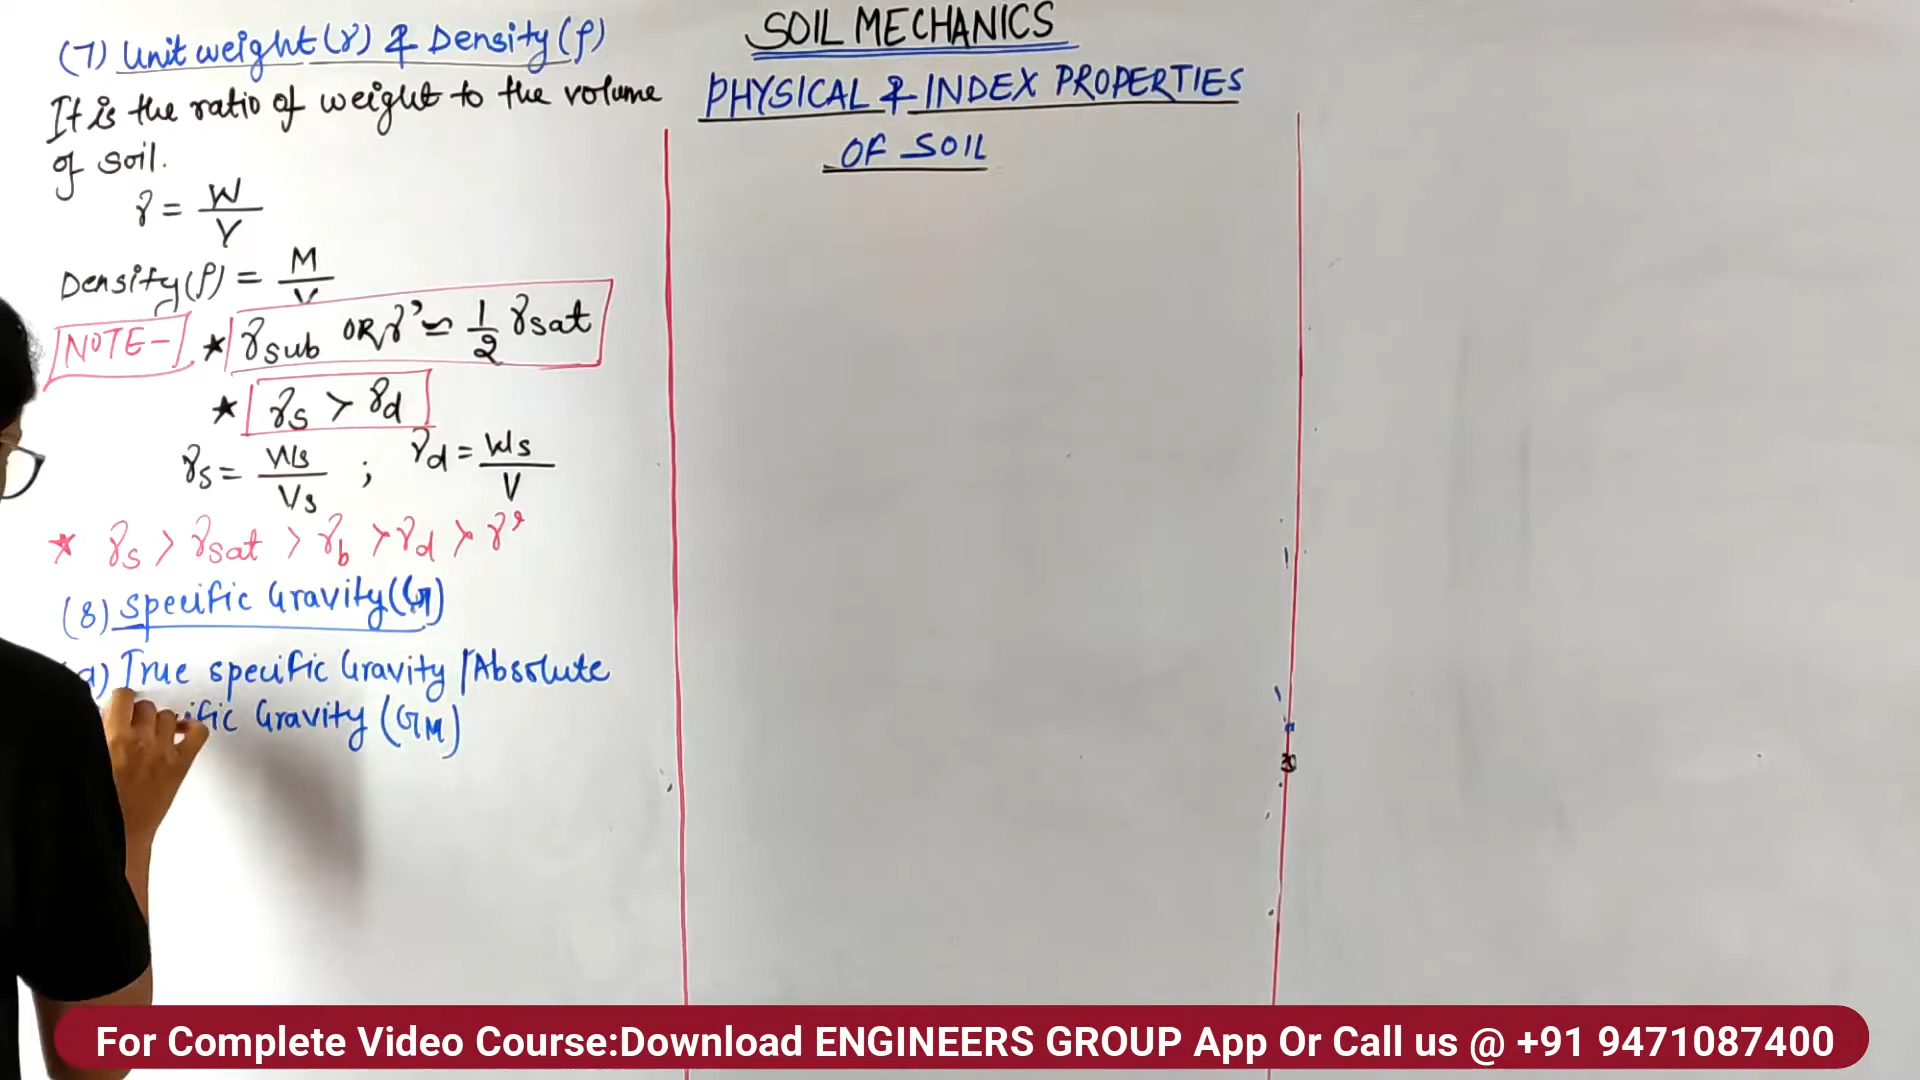 (7) Unit weight (γ) & Density (ρ)
It is the ratio of weight to the volume
of soil.
γ = W / V
Density (ρ) = M / V
NOTE - ★ γsub OR γ' ≃ 1/2 γsat
★ γs > γd
γs = Ws / Vs ; γd = Ws / V
★ γs > γsat > γb > γd > γ'
(8) Specific Gravity (G)
a) True specific Gravity / Absolute
Gravity (GM)
SOIL MECHANICS
PHYSICAL & INDEX PROPERTIES
OF SOIL
For Complete Video Course:Download ENGINEERS GROUP App Or Call us @ +91 9471087400